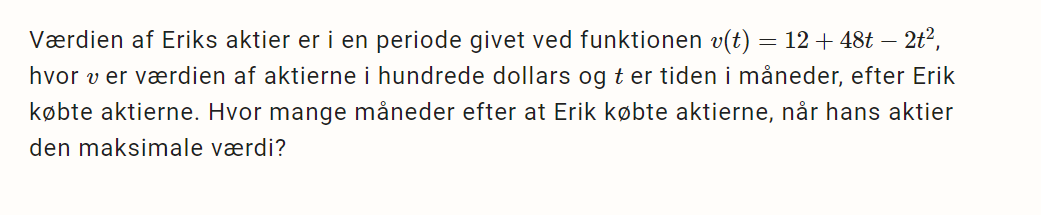 Værdien af Eriks aktier er i en periode givet ved funktionen v(t) = 12 + 48t − 2t²,
hvor v er værdien af aktierne i hundrede dollars og t er tiden i måneder, efter Erik
købte aktierne. Hvor mange måneder efter at Erik købte aktierne, når hans aktier
den maksimale værdi?